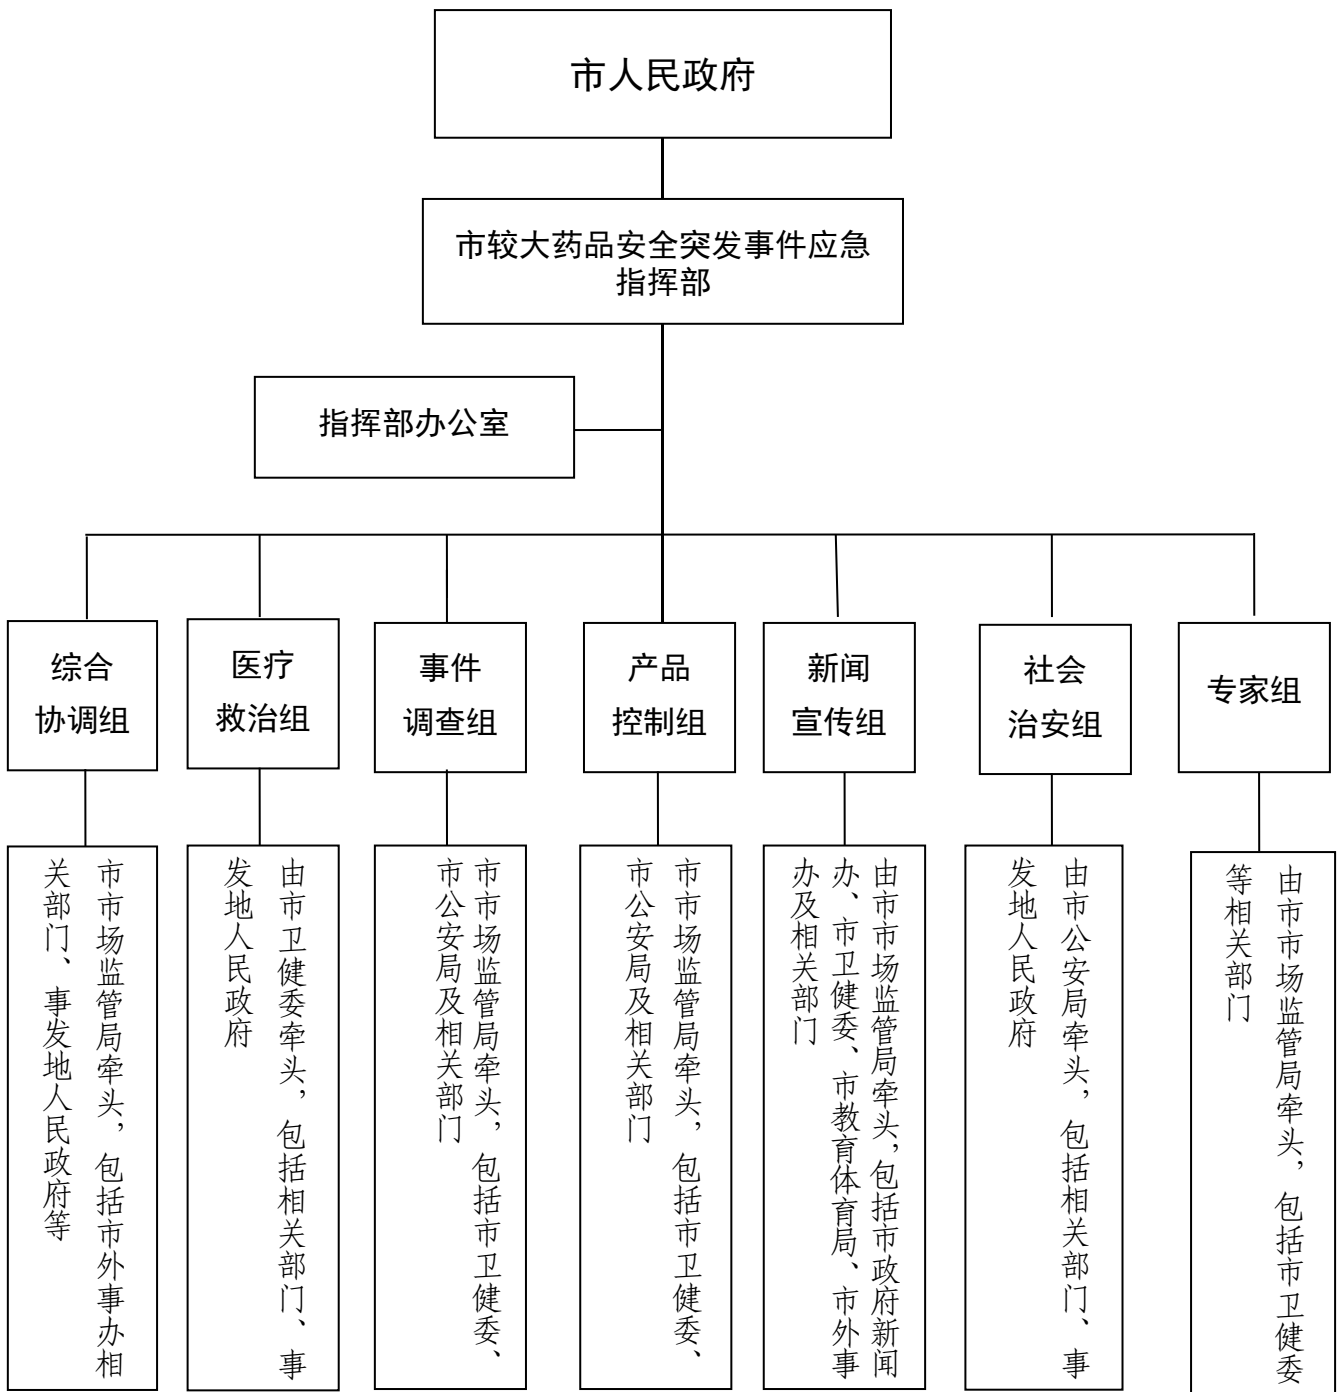 市人民政府
市较大药品安全突发事件应急
指挥部
指挥部办公室
综合
协调组
医疗
救治组
事件
调查组
产品
控制组
新闻
宣传组
社会
治安组
专家组
市市场监管局牵头，包括市外事办相
关部门、事发地人民政府等
由市卫健委牵头，包括相关部门、事
发地人民政府
市市场监管局牵头，包括市卫健委、
市公安局及相关部门
市市场监管局牵头，包括市卫健委、
市公安局及相关部门
由市市场监管局牵头，包括市政府新闻
办、市卫健委、市教育体育局、市外事
办及相关部门
由市公安局牵头，包括相关部门、事
发地人民政府
由市市场监管局牵头，包括市卫健委
等相关部门